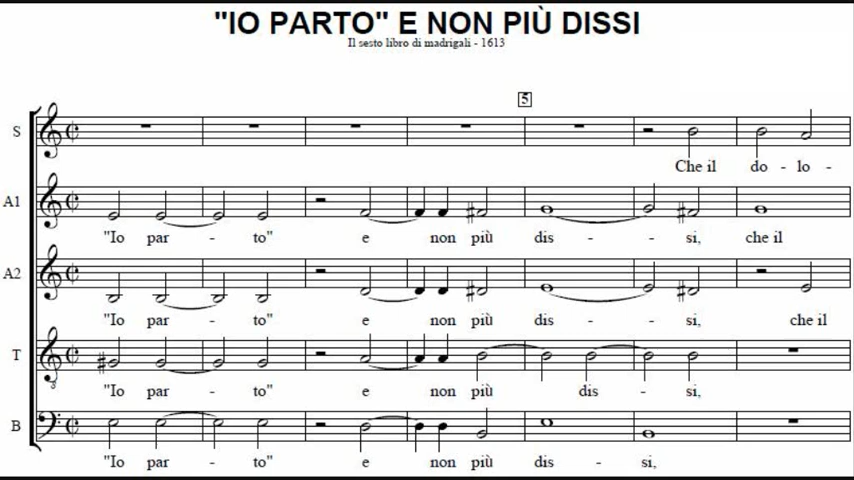 "IO PARTO" E NON PIÙ DISSI
Il sesto libro di madrigali - 1613
5
S
Che il do - lo -
A1
"Io par - to" e non più dis - - si, che il
A2
"Io par - to" e non più dis - - si, che il
T
"Io par - to" e non più dis - si,
B
"Io par - to" e non più dis - si,